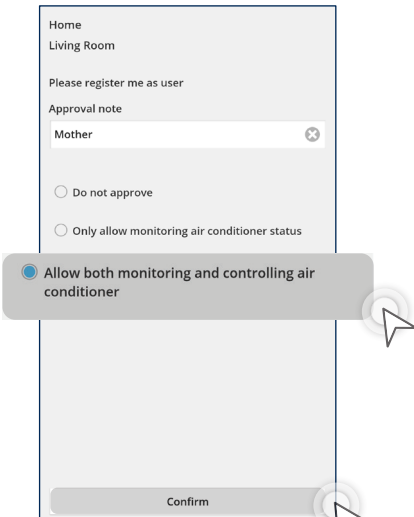 Home
Living Room
Please register me as user
Approval note
Mother
Do not approve
Only allow monitoring air conditioner status
Allow both monitoring and controlling air
conditioner
Confirm